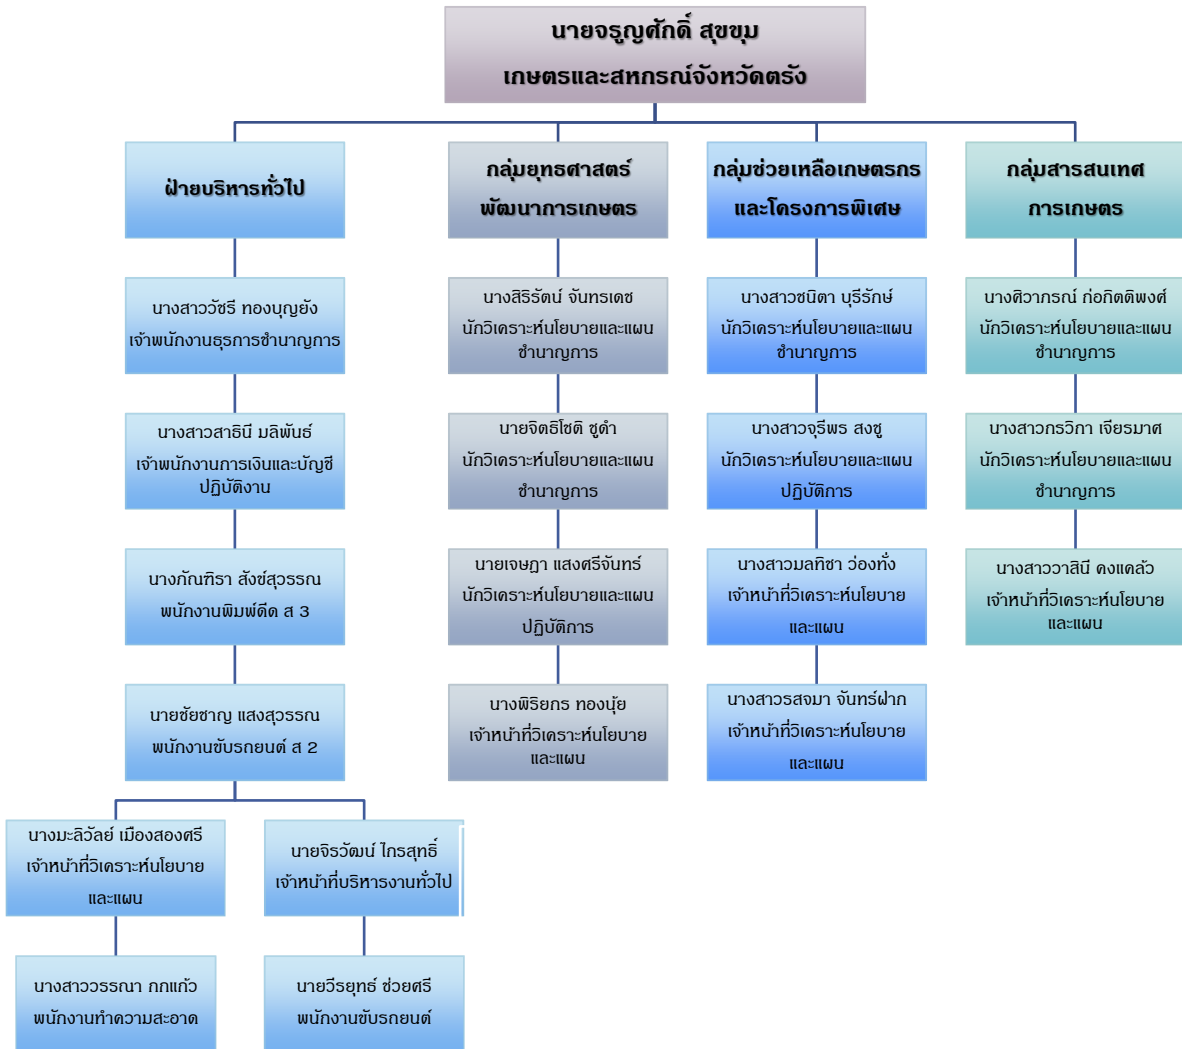 นายจรูญศักดิ์ สุขขุม
เกษตรและสหกรณ์จังหวัดตรัง
ฝ่ายบริหารทั่วไป
กลุ่มยุทธศาสตร์
พัฒนาการเกษตร
กลุ่มช่วยเหลือเกษตรกร
และโครงการพิเศษ
กลุ่มสารสนเทศ
การเกษตร
นางสาววัชรี ทองบุญยัง
เจ้าพนักงานธุรการชำนาญการ
นางสิริรัตน์ จันทรเดช
นักวิเคราะห์นโยบายและแผน
ชำนาญการ
นางสาวชนิตา บุรีรักษ์
นักวิเคราะห์นโยบายและแผน
ชำนาญการ
นางศิวาภรณ์ ก่อกิตติพงศ์
นักวิเคราะห์นโยบายและแผน
ชำนาญการ
นางสาวสาธินี มลิพันธ์
เจ้าพนักงานการเงินและบัญชี
ปฏิบัติงาน
นายจิตธิโชติ ชูดำ
นักวิเคราะห์นโยบายและแผน
ชำนาญการ
นางสาวจุรีพร สงชู
นักวิเคราะห์นโยบายและแผน
ปฏิบัติการ
นางสาวกรวิกา เจียรมาศ
นักวิเคราะห์นโยบายและแผน
ชำนาญการ
นางภัณฑิรา สังข์สุวรรณ
พนักงานพิมพ์ดีด ส 3
นายเจษฎา แสงศรีจันทร์
นักวิเคราะห์นโยบายและแผน
ปฏิบัติการ
นางสาวมลทิชา ว่องทั่ง
เจ้าหน้าที่วิเคราะห์นโยบาย
และแผน
นางสาววาสินี คงแคล้ว
เจ้าหน้าที่วิเคราะห์นโยบาย
และแผน
นายชัยชาญ แสงสุวรรณ
พนักงานขับรถยนต์ ส 2
นางพิริยกร ทองนุ้ย
เจ้าหน้าที่วิเคราะห์นโยบาย
และแผน
นางสาวรสจมา จันทร์ฝาก
เจ้าหน้าที่วิเคราะห์นโยบาย
และแผน
นางมะลิวัลย์ เมืองสองศรี
เจ้าหน้าที่วิเคราะห์นโยบาย
และแผน
นายจิรวัฒน์ ไกรสุทธิ์
เจ้าหน้าที่บริหารงานทั่วไป
นางสาววรรณา กกแก้ว
พนักงานทำความสะอาด
นายวีรยุทธ์ ช่วยศรี
พนักงานขับรถยนต์